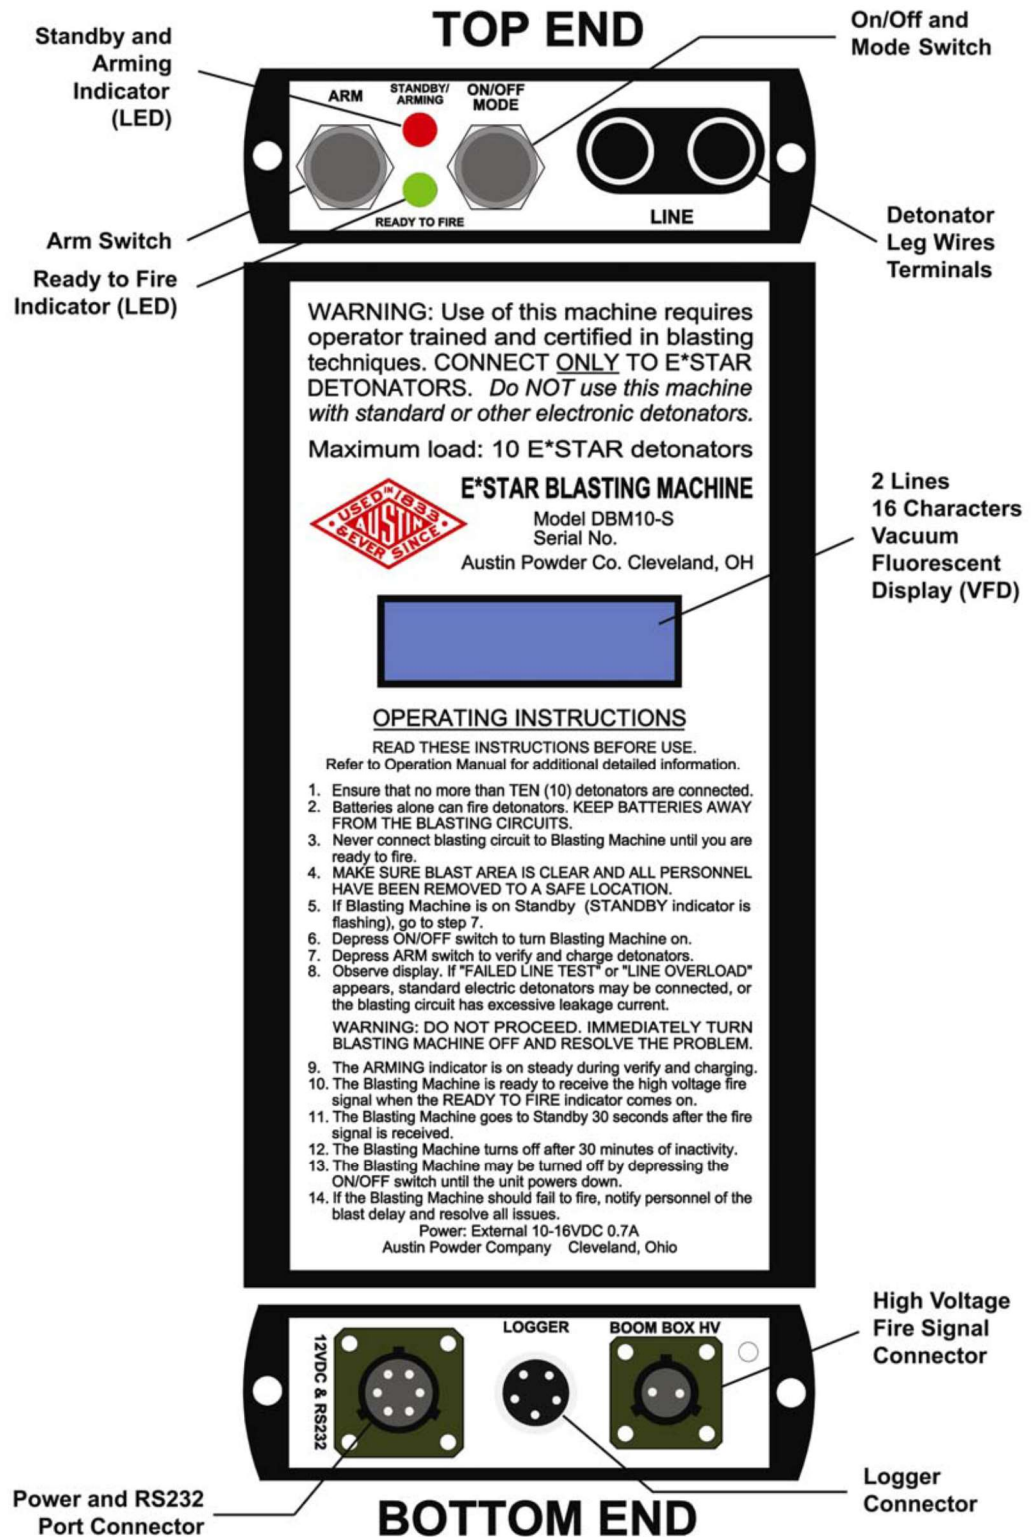 TOP END
Standby and
Arming
Indicator
(LED)
On/Off and
Mode Switch
ARM
STANDBY/
ARMING
ON/OFF
MODE
READY TO FIRE
LINE
Arm Switch
Ready to Fire
Indicator (LED)
Detonator
Leg Wires
Terminals
WARNING: Use of this machine requires
operator trained and certified in blasting
techniques. CONNECT ONLY TO E*STAR
DETONATORS. Do NOT use this machine
with standard or other electronic detonators.
Maximum load: 10 E*STAR detonators
USED IN 1833
AUSTIN
& EVER SINCE
E*STAR BLASTING MACHINE
Model DBM10-S
Serial No.
Austin Powder Co. Cleveland, OH
2 Lines
16 Characters
Vacuum
Fluorescent
Display (VFD)
OPERATING INSTRUCTIONS
READ THESE INSTRUCTIONS BEFORE USE.
Refer to Operation Manual for additional detailed information.
1. Ensure that no more than TEN (10) detonators are connected.
2. Batteries alone can fire detonators. KEEP BATTERIES AWAY
FROM THE BLASTING CIRCUITS.
3. Never connect blasting circuit to Blasting Machine until you are
ready to fire.
4. MAKE SURE BLAST AREA IS CLEAR AND ALL PERSONNEL
HAVE BEEN REMOVED TO A SAFE LOCATION.
5. If Blasting Machine is on Standby (STANDBY indicator is
flashing), go to step 7.
6. Depress ON/OFF switch to turn Blasting Machine on.
7. Depress ARM switch to verify and charge detonators.
8. Observe display. If "FAILED LINE TEST" or "LINE OVERLOAD"
appears, standard electric detonators may be connected, or
the blasting circuit has excessive leakage current.
WARNING: DO NOT PROCEED. IMMEDIATELY TURN
BLASTING MACHINE OFF AND RESOLVE THE PROBLEM.
9. The ARMING indicator is on steady during verify and charging.
10. The Blasting Machine is ready to receive the high voltage fire
signal when the READY TO FIRE indicator comes on.
11. The Blasting Machine goes to Standby 30 seconds after the fire
signal is received.
12. The Blasting Machine turns off after 30 minutes of inactivity.
13. The Blasting Machine may be turned off by depressing the
ON/OFF switch until the unit powers down.
14. If the Blasting Machine should fail to fire, notify personnel of the
blast delay and resolve all issues.
Power: External 10-16VDC 0.7A
Austin Powder Company Cleveland, Ohio
12VDC & RS232
LOGGER
BOOM BOX HV
High Voltage
Fire Signal
Connector
Power and RS232
Port Connector
Logger
Connector
BOTTOM END